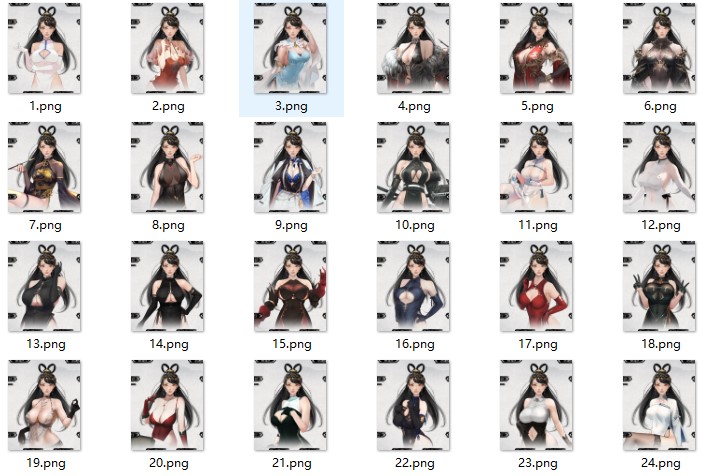 1.png 2.png 3.png 4.png 5.png 6.png
7.png 8.png 9.png 10.png 11.png 12.png
13.png 14.png 15.png 16.png 17.png 18.png
19.png 20.png 21.png 22.png 23.png 24.png